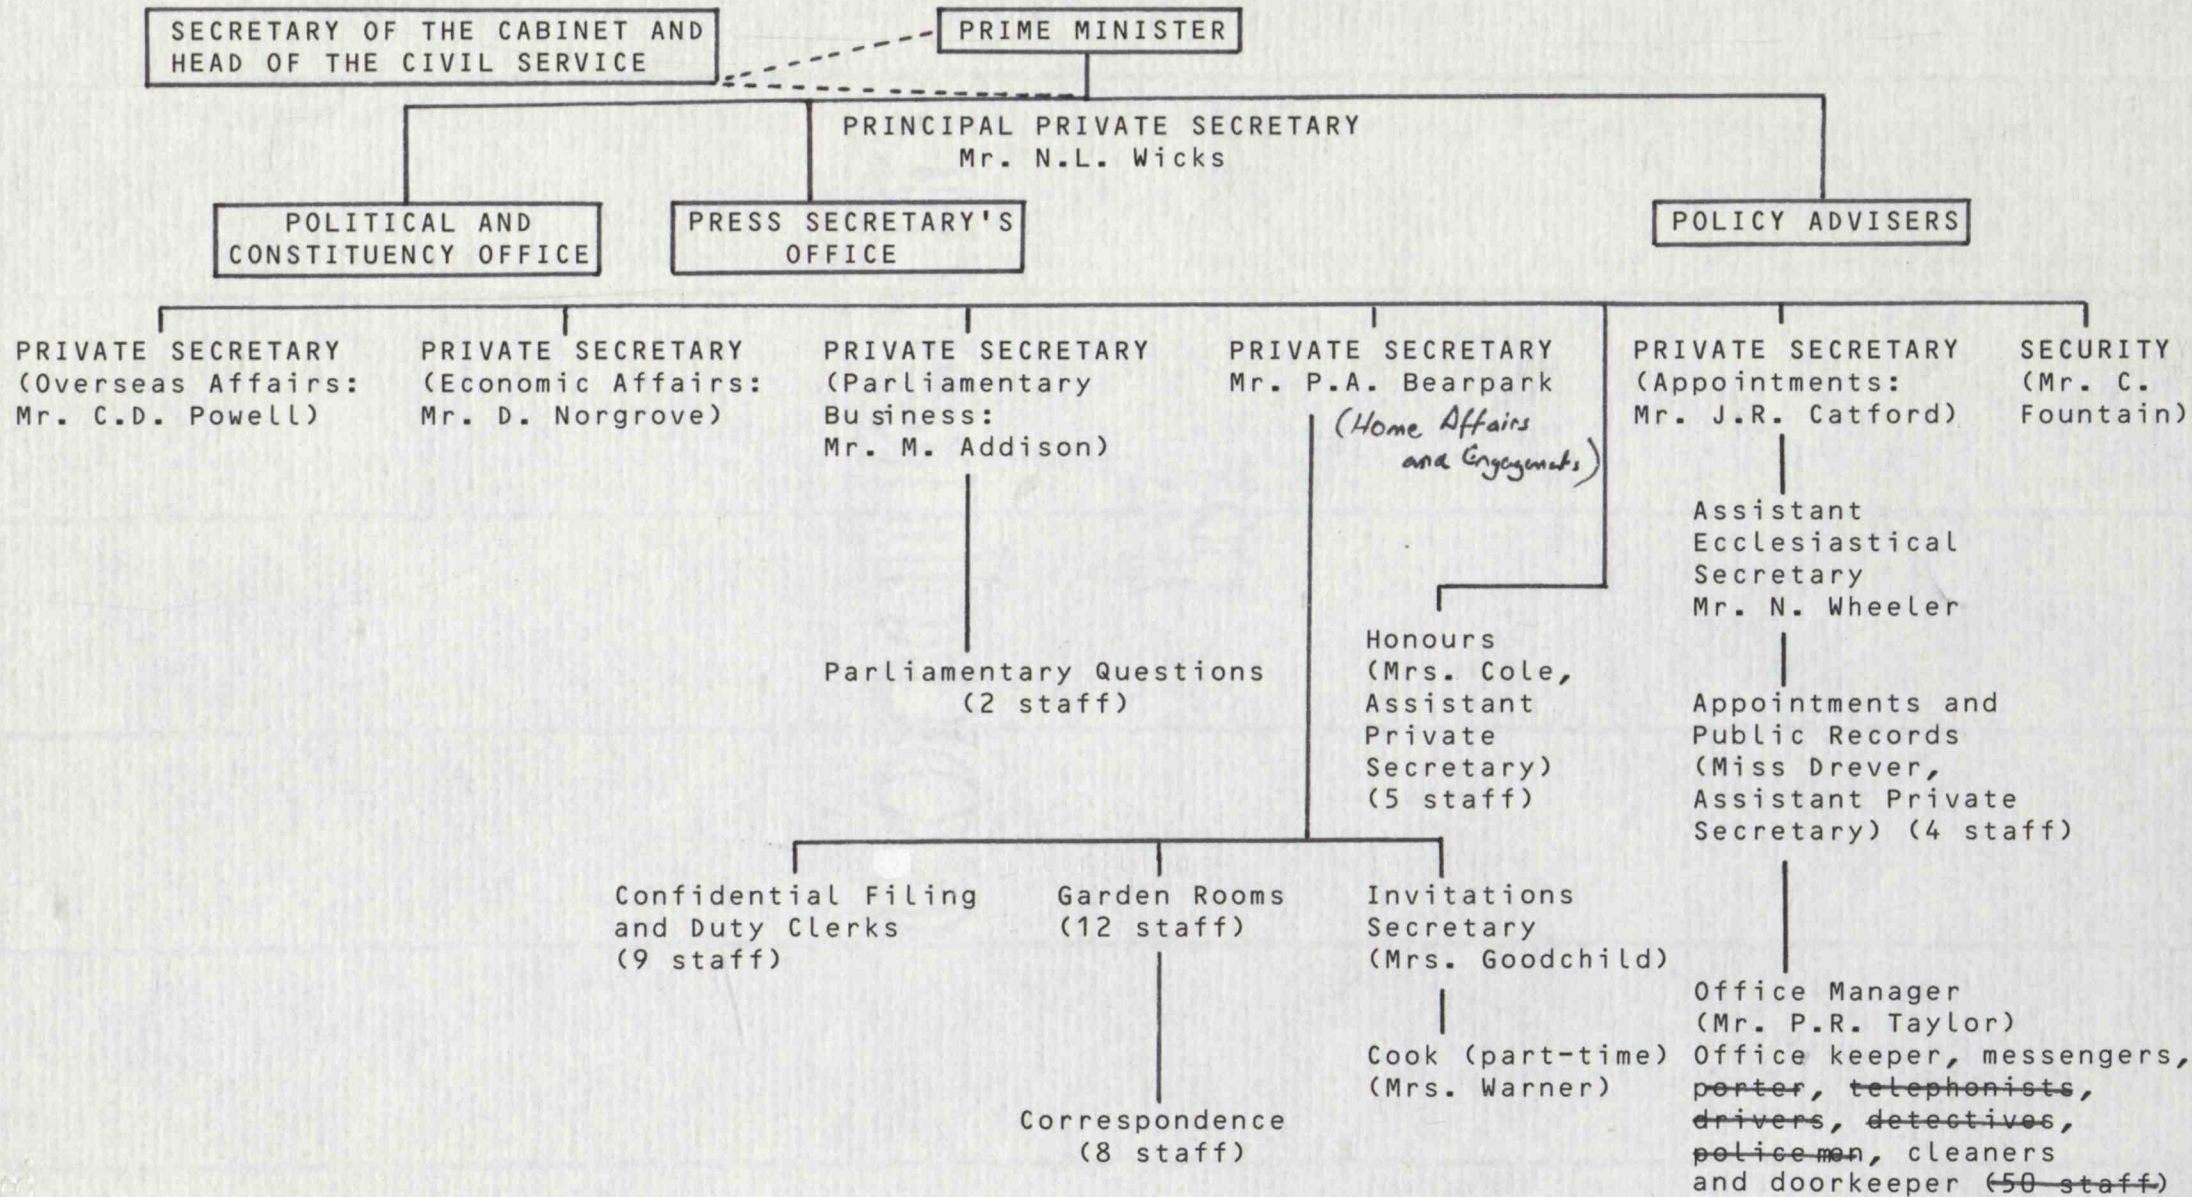 SECRETARY OF THE CABINET AND
HEAD OF THE CIVIL SERVICE
PRIME MINISTER
PRINCIPAL PRIVATE SECRETARY
Mr. N.L. Wicks
POLITICAL AND
CONSTITUENCY OFFICE
PRESS SECRETARY'S
OFFICE
POLICY ADVISERS
PRIVATE SECRETARY
(Overseas Affairs:
Mr. C.D. Powell)
PRIVATE SECRETARY
(Economic Affairs:
Mr. D. Norgrove)
PRIVATE SECRETARY
(Parliamentary
Business:
Mr. M. Addison)
PRIVATE SECRETARY
Mr. P.A. Bearpark
(Home Affairs
and Engagements)
PRIVATE SECRETARY
(Appointments:
Mr. J.R. Catford)
SECURITY
(Mr. C.
Fountain)
Parliamentary Questions
(2 staff)
Honours
(Mrs. Cole,
Assistant
Private
Secretary)
(5 staff)
Assistant
Ecclesiastical
Secretary
Mr. N. Wheeler
Appointments and
Public Records
(Miss Drever,
Assistant Private
Secretary) (4 staff)
Confidential Filing
and Duty Clerks
(9 staff)
Garden Rooms
(12 staff)
Correspondence
(8 staff)
Invitations
Secretary
(Mrs. Goodchild)
Cook (part-time)
(Mrs. Warner)
Office Manager
(Mr. P.R. Taylor)
Office keeper, messengers,
porter, telephonists,
drivers, detectives,
policemen, cleaners
and doorkeeper (50 staff)